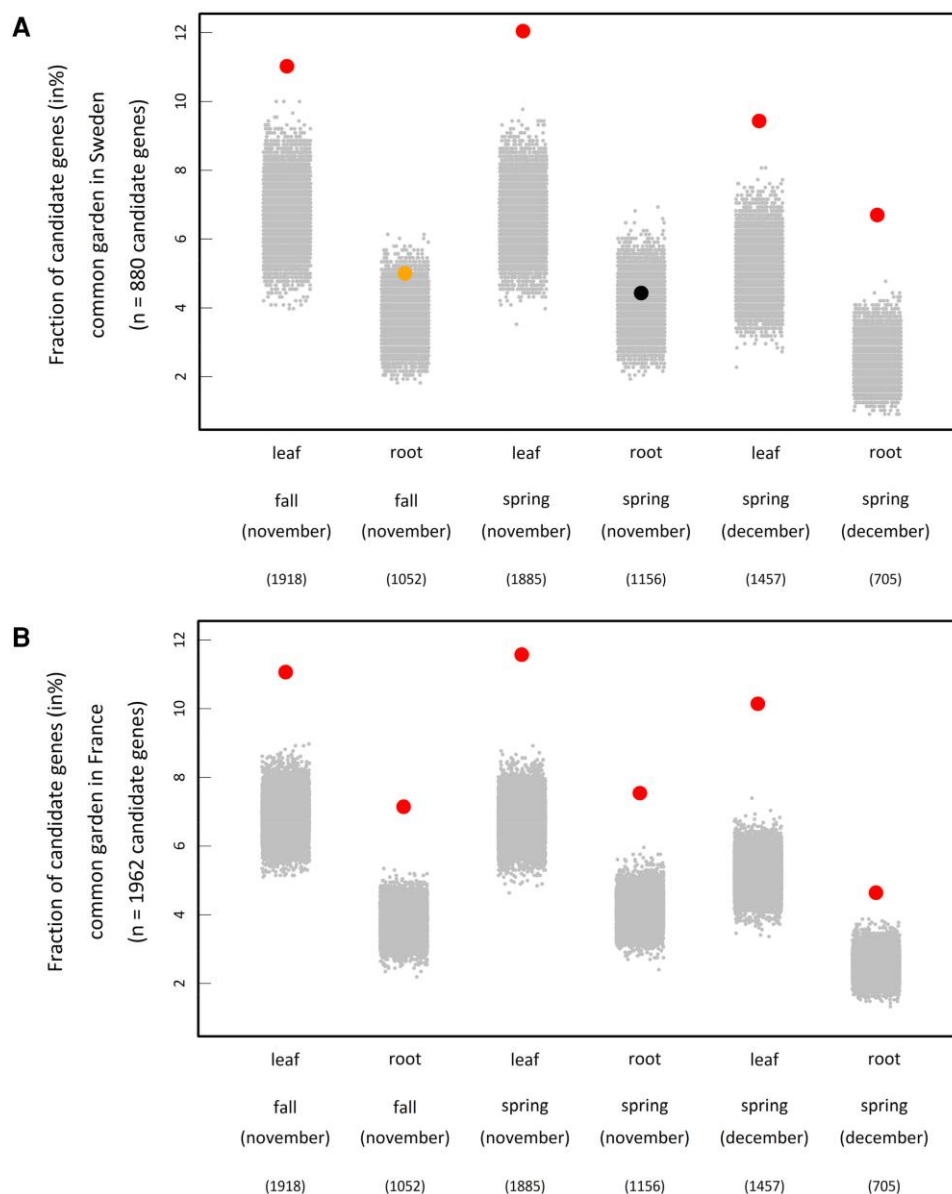 A
Fraction of candidate genes (in%)
common garden in Sweden
(n = 880 candidate genes)
12
10
8
6
4
2
leaf root leaf root leaf root
fall fall spring spring spring spring
(november) (november) (november) (november) (december) (december)
(1918) (1052) (1885) (1156) (1457) (705)
B
Fraction of candidate genes (in%)
common garden in France
(n = 1962 candidate genes)
12
10
8
6
4
2
leaf root leaf root leaf root
fall fall spring spring spring spring
(november) (november) (november) (november) (december) (december)
(1918) (1052) (1885) (1156) (1457) (705)